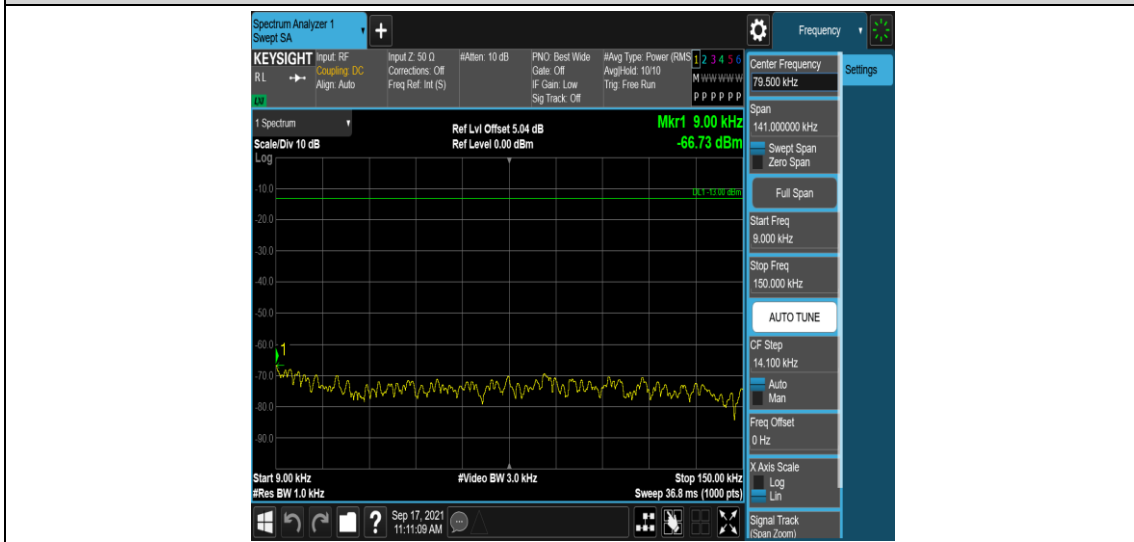 Spectrum Analyzer 1
Swept SA
Frequency
KEYSIGHT
RL
LXI
Input: RF
Coupling: DC
Align: Auto
Input Z: 50 Ω
Corrections: Off
Freq Ref: Int (S)
#Atten: 10 dB
PNO: Best Wide
Gate: Off
IF Gain: Low
Sig Track: Off
#Avg Type: Power (RMS
Avg|Hold: 10/10
Trig: Free Run
1 2 3 4 5 6
M W W W W W
P P P P P P
Center Frequency
79.500 kHz
Settings
1 Spectrum
Scale/Div 10 dB
Ref Lvl Offset 5.04 dB
Ref Level 0.00 dBm
Mkr1 9.00 kHz
-66.73 dBm
Log
DL1 -13.00 dBm
-10.0
-20.0
-30.0
-40.0
-50.0
-60.0
-70.0
-80.0
-90.0
1
Span
141.000000 kHz
Swept Span
Zero Span
Full Span
Start Freq
9.000 kHz
Stop Freq
150.000 kHz
AUTO TUNE
CF Step
14.100 kHz
Auto
Man
Freq Offset
0 Hz
X Axis Scale
Log
Lin
Signal Track
(Span Zoom)
Start 9.00 kHz
#Res BW 1.0 kHz
#Video BW 3.0 kHz
Stop 150.00 kHz
Sweep 36.8 ms (1000 pts)
?
Sep 17, 2021
11:11:09 AM